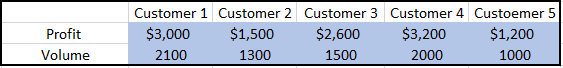 Customer 1 Customer 2 Customer 3 Customer 4 Custoemer 5
Profit $3,000 $1,500 $2,600 $3,200 $1,200
Volume 2100 1300 1500 2000 1000